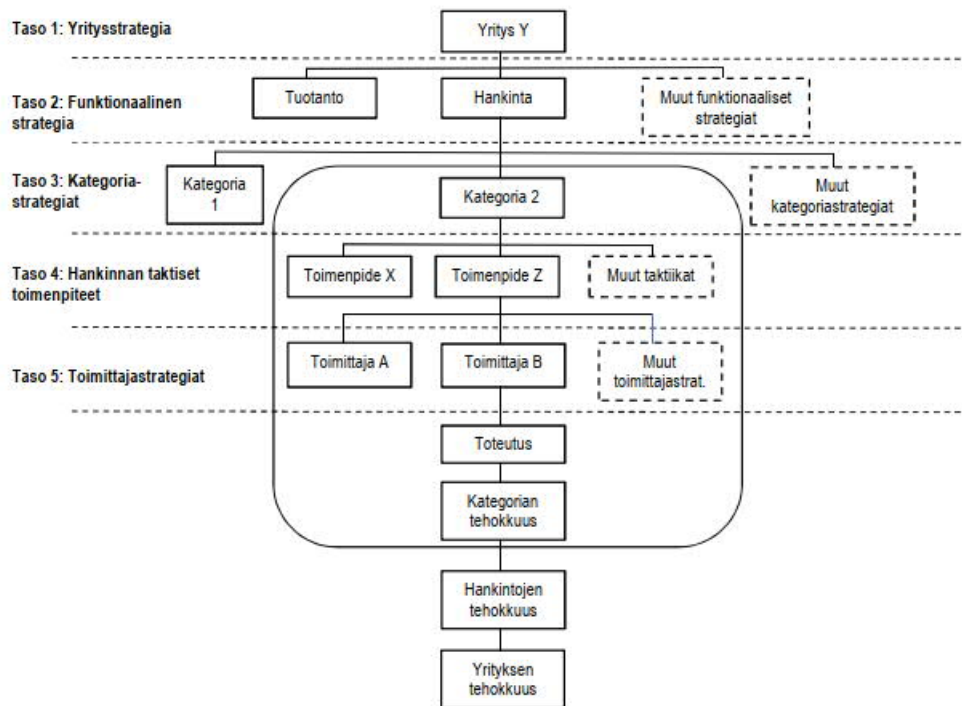 Taso 1: Yritysstrategia
Yritys Y
Taso 2: Funktionaalinen
strategia
Tuotanto
Hankinta
Muut funktionaaliset
strategiat
Taso 3: Kategoria-
strategiat
Kategoria
1
Kategoria 2
Muut
kategoriastrategiat
Taso 4: Hankinnan taktiset
toimenpiteet
Toimenpide X
Toimenpide Z
Muut taktiikat
Taso 5: Toimittajastrategiat
Toimittaja A
Toimittaja B
Muut
toimittajastrat.
Toteutus
Kategorian
tehokkuus
Hankintojen
tehokkuus
Yrityksen
tehokkuus